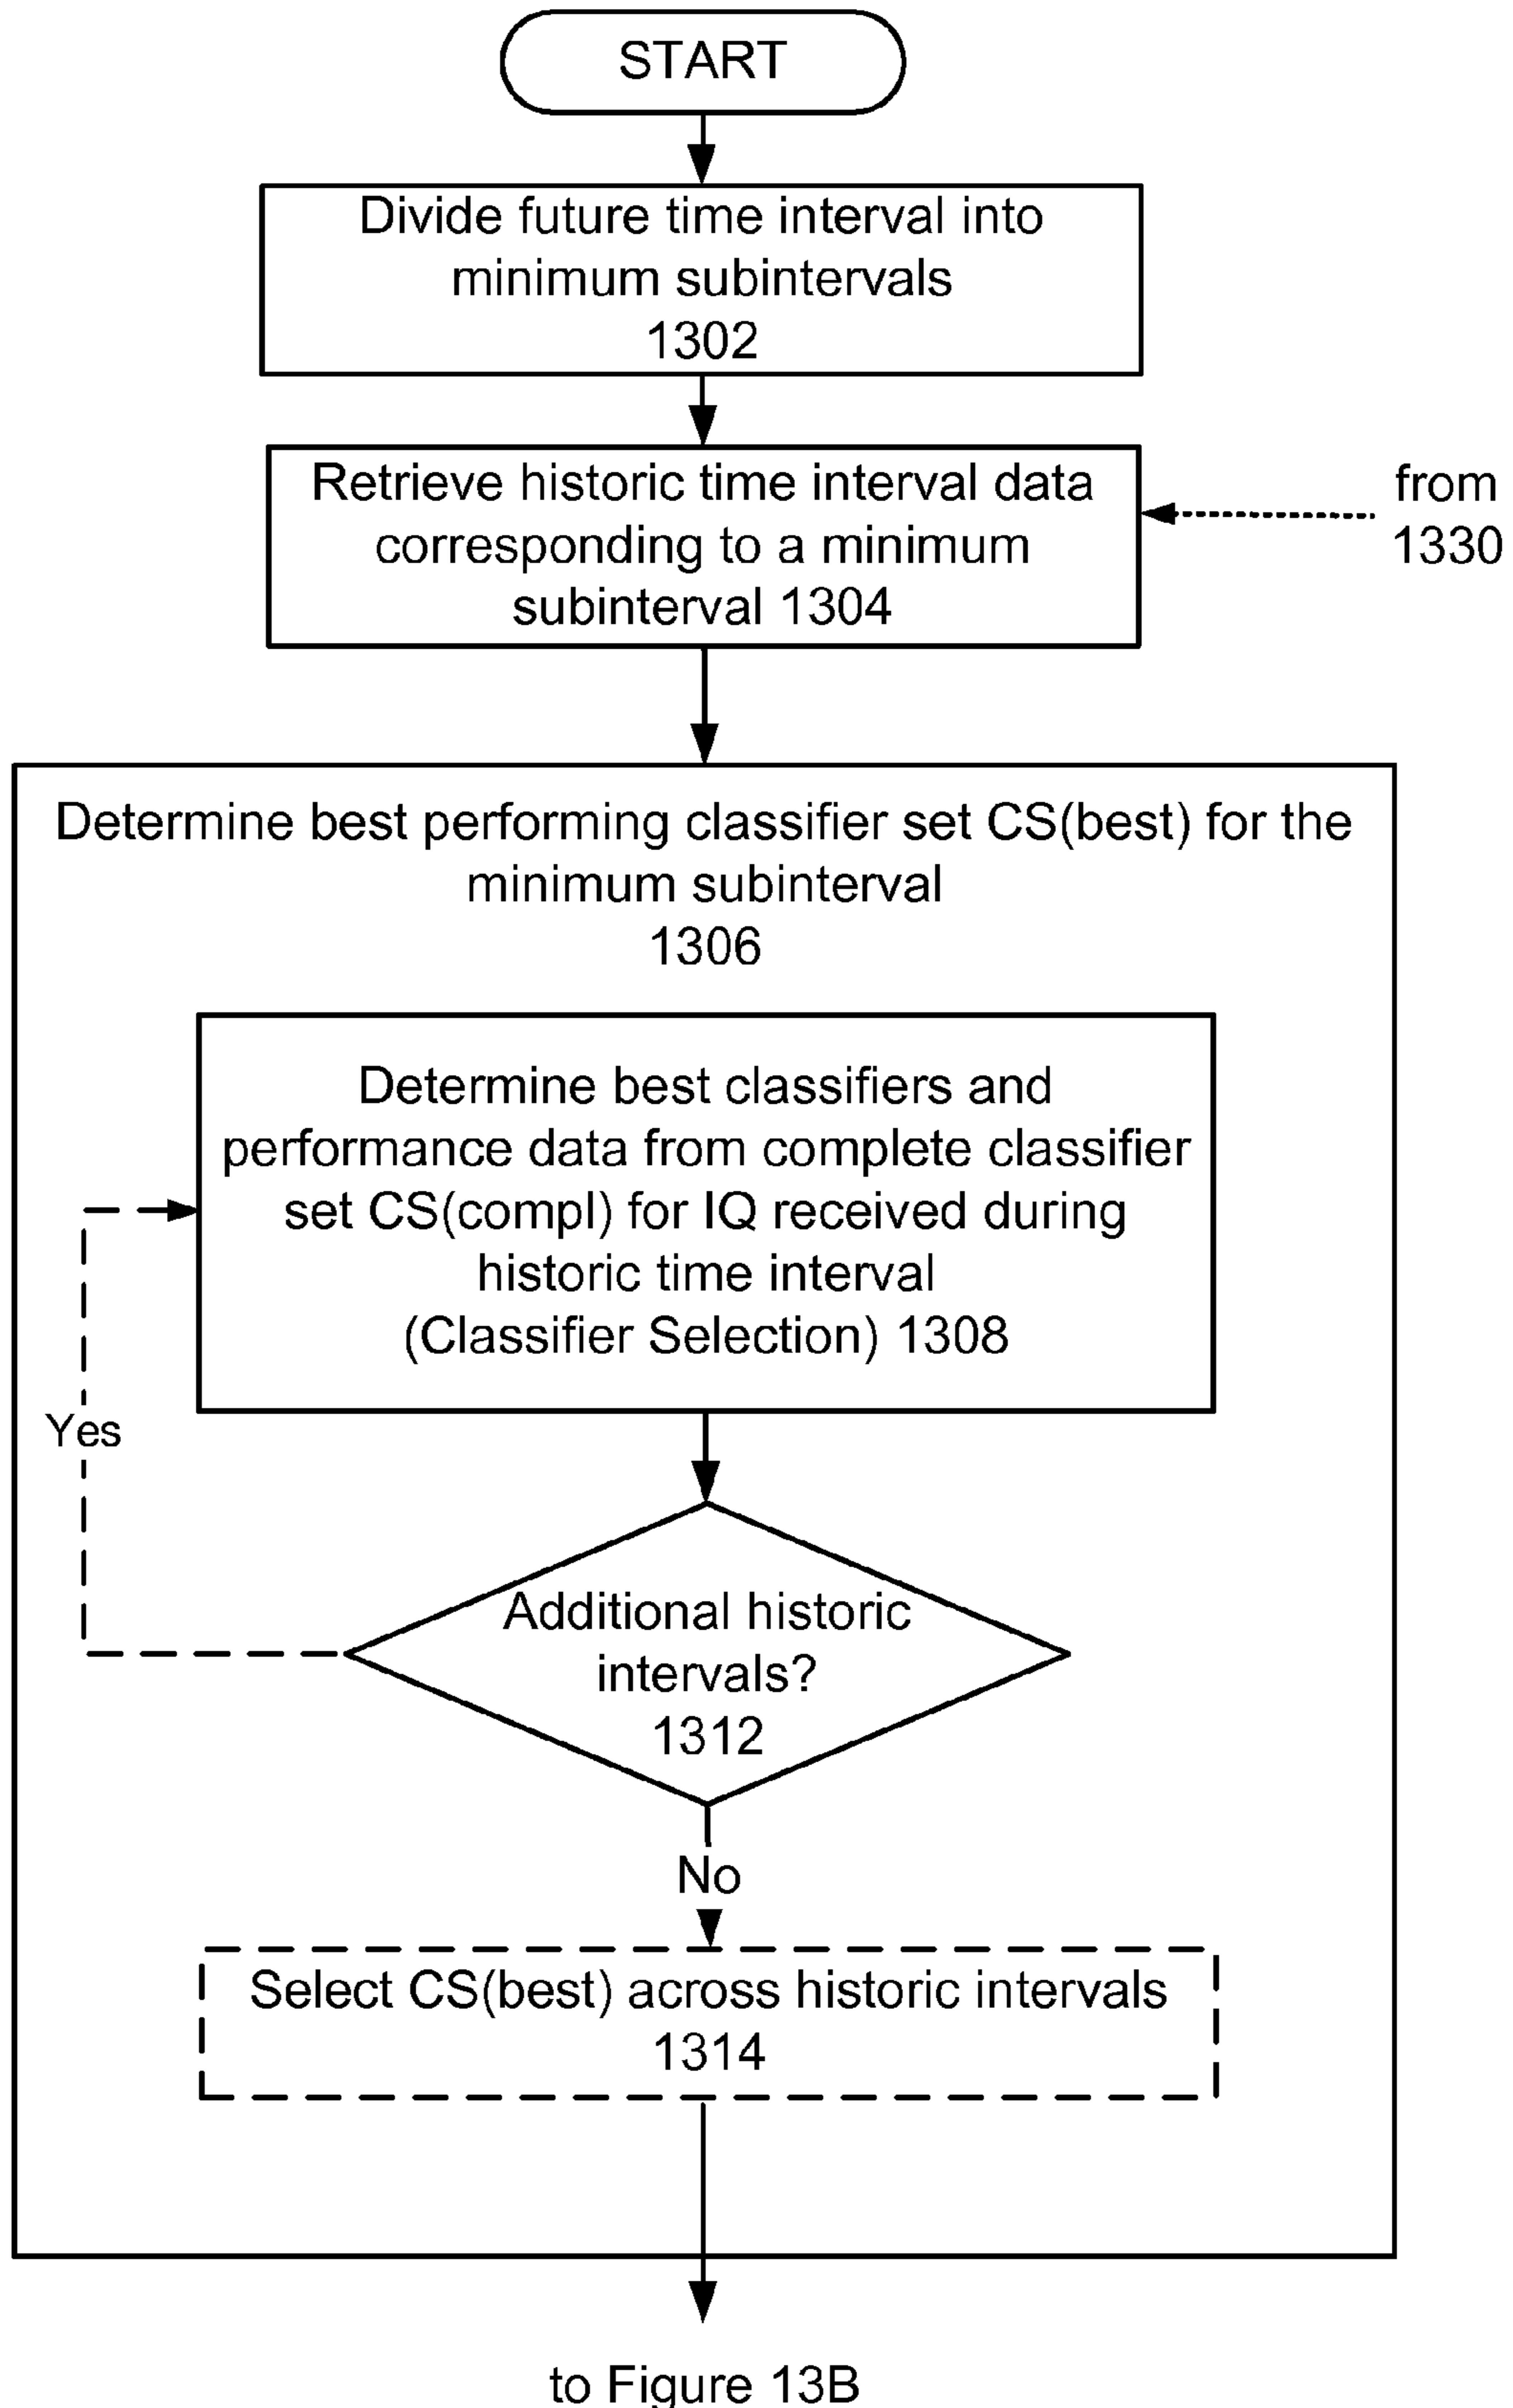 START
Divide future time interval into
minimum subintervals
1302
Retrieve historic time interval data
corresponding to a minimum
subinterval 1304
from
1330
Determine best performing classifier set CS(best) for the
minimum subinterval
1306
Determine best classifiers and
performance data from complete classifier
set CS(compl) for IQ received during
historic time interval
(Classifier Selection) 1308
Yes
Additional historic
intervals?
1312
No
Select CS(best) across historic intervals
1314
to Figure 13B